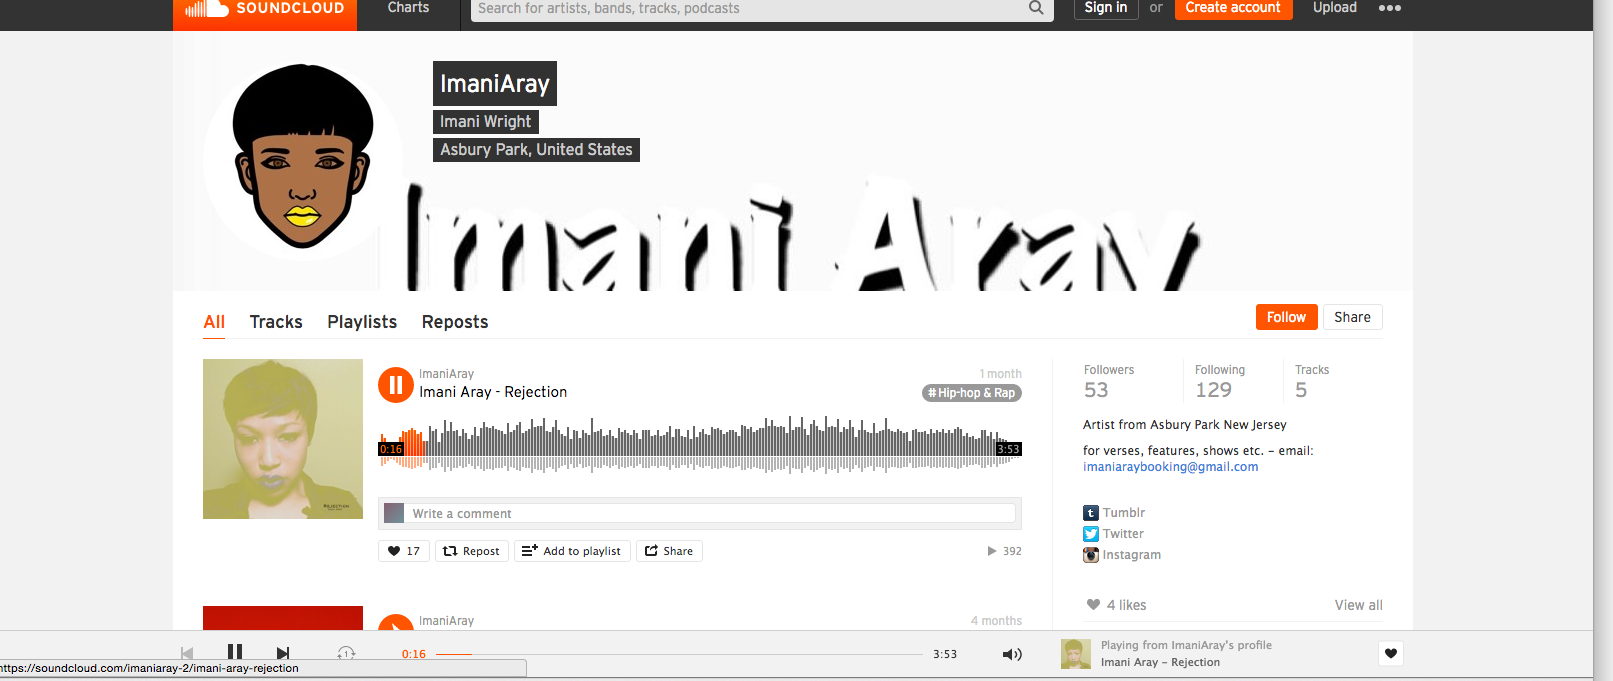 SOUNDCLOUD Charts Search for artists, bands, tracks, podcasts Sign in or Create account Upload
ImaniAray
Imani Wright
Asbury Park, United States
Imani Aray
All Tracks Playlists Reposts Follow Share
ImaniAray 1 month
Imani Aray - Rejection # Hip-hop & Rap
0:16 3:53
Write a comment
17 Repost Add to playlist Share 392
REJECTION
Followers Following Tracks
53 129 5
Artist from Asbury Park New Jersey
for verses, features, shows etc. – email:
imaniaraybooking@gmail.com
t Tumblr
Twitter
Instagram
4 likes View all
ImaniAray 4 months
1 0:16 3:53 Playing from ImaniAray's profile
Imani Aray - Rejection
https://soundcloud.com/imaniaray-2/imani-aray-rejection